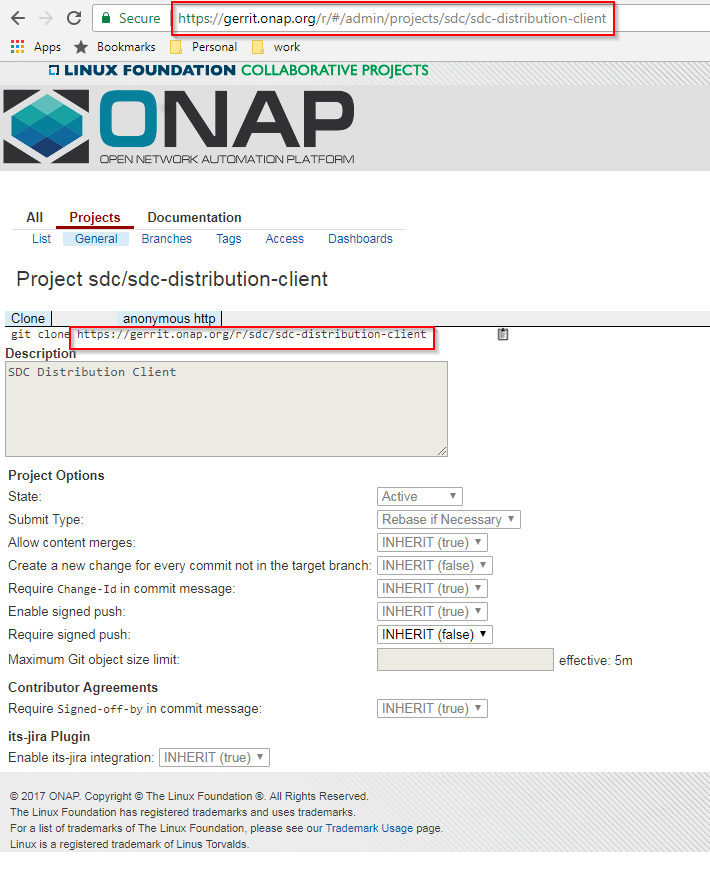 Secure https://gerrit.onap.org/r/#/admin/projects/sdc/sdc-distribution-client
Apps Bookmarks Personal work
LINUX FOUNDATION COLLABORATIVE PROJECTS
ONAP
OPEN NETWORK AUTOMATION PLATFORM
All Projects Documentation
List General Branches Tags Access Dashboards
Project sdc/sdc-distribution-client
Clone anonymous http
git clone https://gerrit.onap.org/r/sdc/sdc-distribution-client
Description
SDC Distribution Client
Project Options
State: Active
Submit Type: Rebase if Necessary
Allow content merges: INHERIT (true)
Create a new change for every commit not in the target branch: INHERIT (false)
Require Change-Id in commit message: INHERIT (true)
Enable signed push: INHERIT (true)
Require signed push: INHERIT (false)
Maximum Git object size limit: effective: 5m
Contributor Agreements
Require Signed-off-by in commit message: INHERIT (true)
its-jira Plugin
Enable its-jira integration: INHERIT (true)
© 2017 ONAP. Copyright © The Linux Foundation ®. All Rights Reserved.
The Linux Foundation has registered trademarks and uses trademarks.
For a list of trademarks of The Linux Foundation, please see our Trademark Usage page.
Linux is a registered trademark of Linus Torvalds.